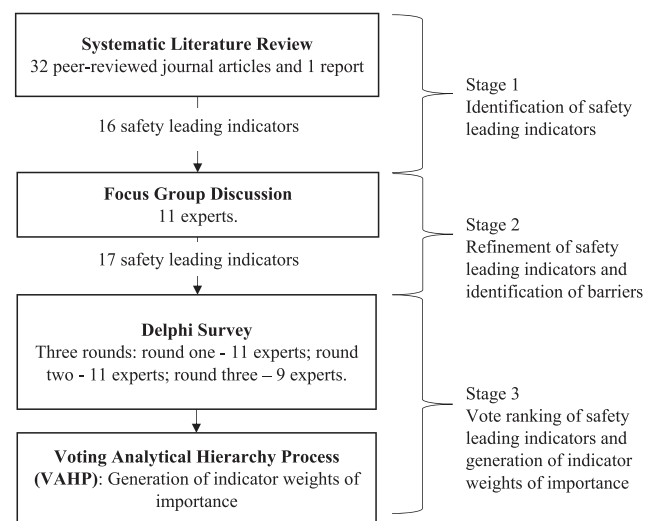 Systematic Literature Review
32 peer-reviewed journal articles and 1 report
16 safety leading indicators
Stage 1
Identification of safety
leading indicators
Focus Group Discussion
11 experts.
17 safety leading indicators
Stage 2
Refinement of safety
leading indicators and
identification of barriers
Delphi Survey
Three rounds: round one - 11 experts; round
two - 11 experts; round three – 9 experts.
Voting Analytical Hierarchy Process
(VAHP): Generation of indicator weights of
importance
Stage 3
Vote ranking of safety
leading indicators and
generation of indicator
weights of importance